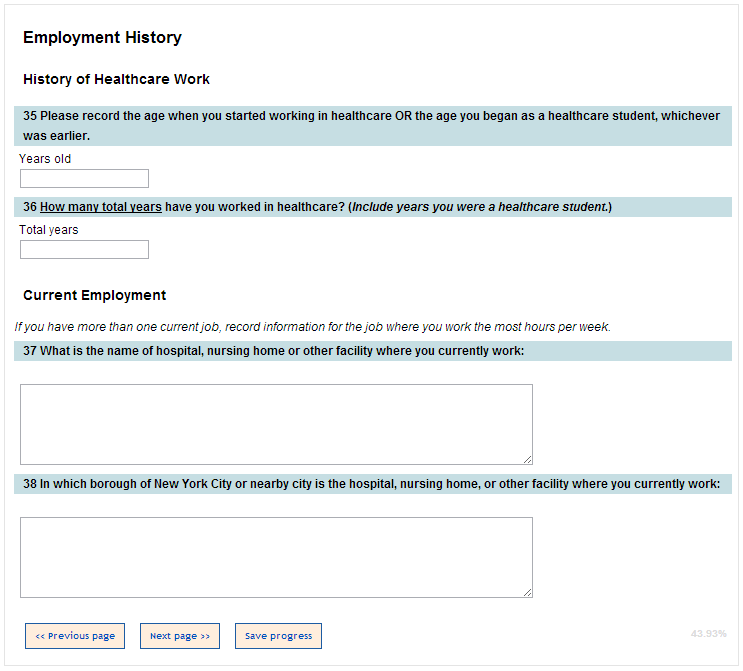 Employment History
History of Healthcare Work
35 Please record the age when you started working in healthcare OR the age you began as a healthcare student, whichever
was earlier.
Years old
36 How many total years have you worked in healthcare? (Include years you were a healthcare student.)
Total years
Current Employment
If you have more than one current job, record information for the job where you work the most hours per week.
37 What is the name of hospital, nursing home or other facility where you currently work:
38 In which borough of New York City or nearby city is the hospital, nursing home, or other facility where you currently work:
<< Previous page Next page >> Save progress 43.93%